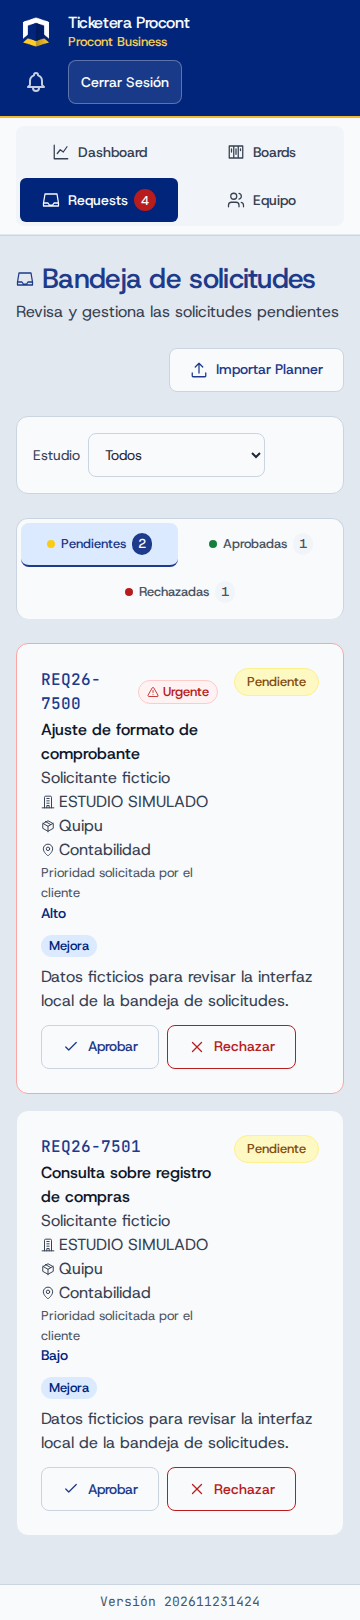 Ticketera Procont
Procont Business
Cerrar Sesión
Dashboard
Boards
Requests 4
Equipo
Bandeja de solicitudes
Revisa y gestiona las solicitudes pendientes
Importar Planner
Estudio
Todos
Pendientes 2
Aprobadas 1
Rechazadas 1
REQ26-
7500
Urgente
Pendiente
Ajuste de formato de
comprobante
Solicitante ficticio
ESTUDIO SIMULADO
Quipu
Contabilidad
Prioridad solicitada por el
cliente
Alto
Mejora
Datos ficticios para revisar la interfaz
local de la bandeja de solicitudes.
Aprobar
Rechazar
REQ26-7501
Pendiente
Consulta sobre registro
de compras
Solicitante ficticio
ESTUDIO SIMULADO
Quipu
Contabilidad
Prioridad solicitada por el
cliente
Bajo
Mejora
Datos ficticios para revisar la interfaz
local de la bandeja de solicitudes.
Aprobar
Rechazar
Versión 202611231424